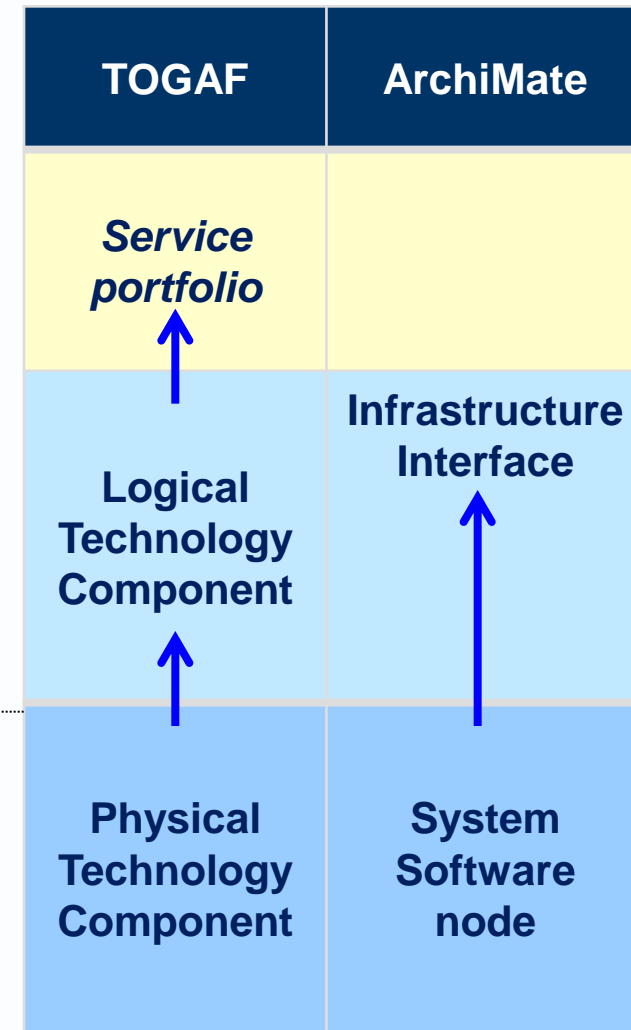 TOGAF
ArchiMate
Service
portfolio
Logical
Technology
Component
Infrastructure
Interface
Physical
Technology
Component
System
Software
node